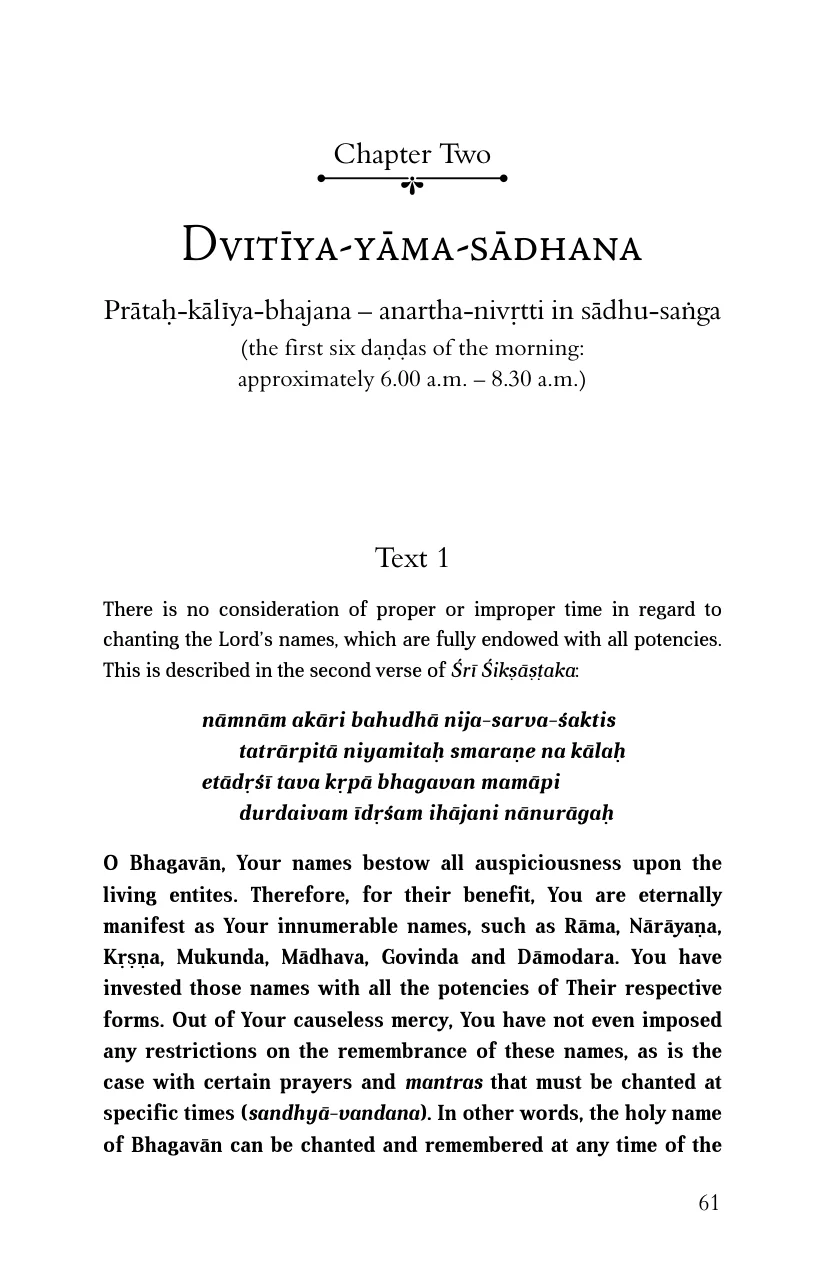 Chapter Two
Dvitīya-yāma-sādhana
Prātaḥ-kālīya-bhajana – anartha-nivṛtti in sādhu-saṅga
(the first six daṇḍas of the morning:
approximately 6.00 a.m. – 8.30 a.m.)
Text 1
There is no consideration of proper or improper time in regard to
chanting the Lord’s names, which are fully endowed with all potencies.
This is described in the second verse of Śrī Śikṣāṣṭaka:
nāmnām akāri bahudhā nija-sarva-śaktis
tatrārpitā niyamitaḥ smaraṇe na kālaḥ
etādṛśī tava kṛpā bhagavan mamāpi
durdaivam īdṛśam ihājani nānurāgaḥ
O Bhagavān, Your names bestow all auspiciousness upon the
living entites. Therefore, for their benefit, You are eternally
manifest as Your innumerable names, such as Rāma, Nārāyaṇa,
Kṛṣṇa, Mukunda, Mādhava, Govinda and Dāmodara. You have
invested those names with all the potencies of Their respective
forms. Out of Your causeless mercy, You have not even imposed
any restrictions on the remembrance of these names, as is the
case with certain prayers and mantras that must be chanted at
specific times (sandhyā-vandana). In other words, the holy name
of Bhagavān can be chanted and remembered at any time of the
61